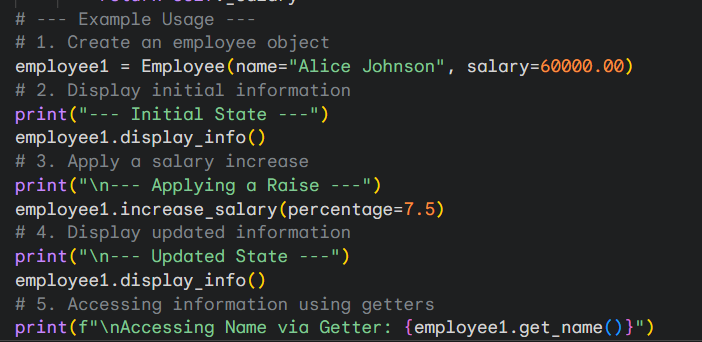 # --- Example Usage ---
# 1. Create an employee object
employee1 = Employee(name="Alice Johnson", salary=60000.00)
# 2. Display initial information
print("--- Initial State ---")
employee1.display_info()
# 3. Apply a salary increase
print("\n--- Applying a Raise ---")
employee1.increase_salary(percentage=7.5)
# 4. Display updated information
print("\n--- Updated State ---")
employee1.display_info()
# 5. Accessing information using getters
print(f"\nAccessing Name via Getter: {employee1.get_name()}")